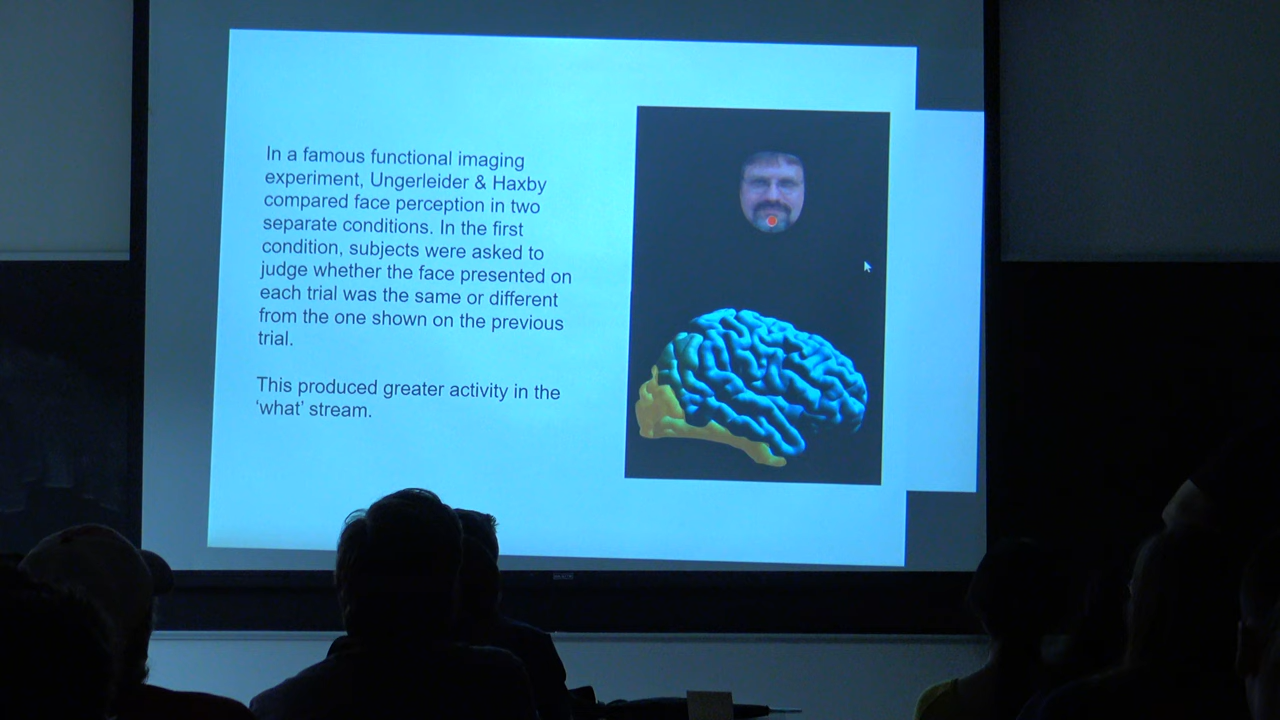 In a famous functional imaging
experiment, Ungerleider & Haxby
compared face perception in two
separate conditions. In the first
condition, subjects were asked to
judge whether the face presented on
each trial was the same or different
from the one shown on the previous
trial.
This produced greater activity in the
‘what’ stream.